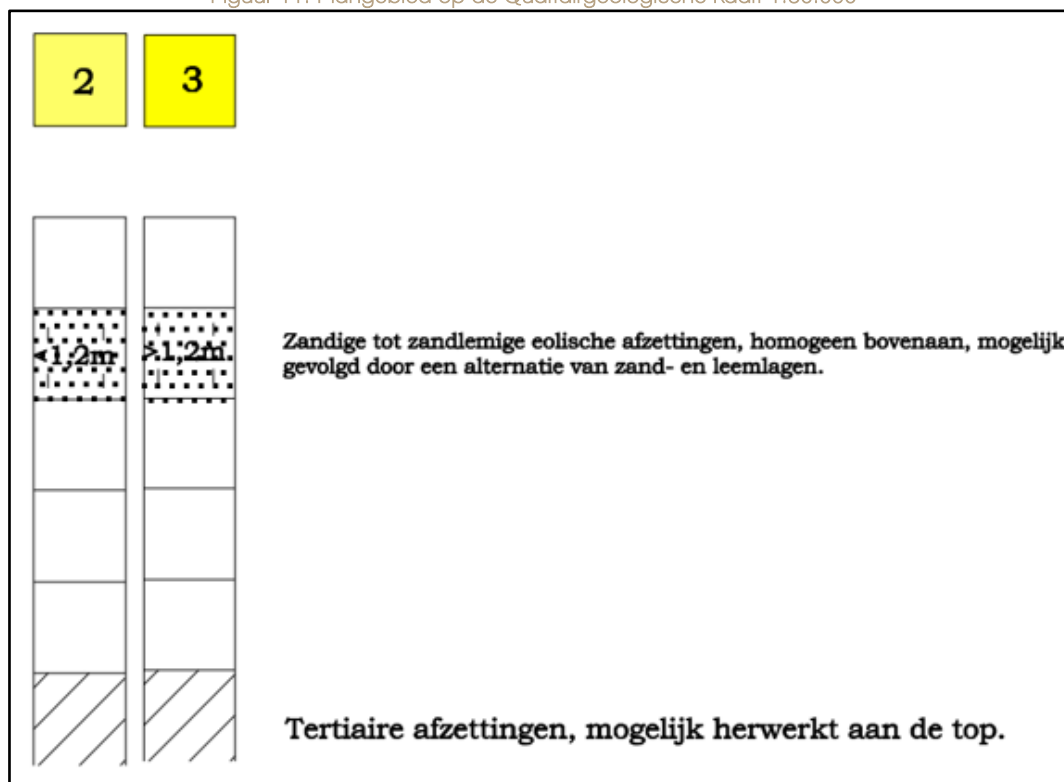 2 3
<1,2m >1,2m
Zandige tot zandlemige eolische afzettingen, homogeen bovenaan, mogelijk
gevolgd door een alternatie van zand- en leemlagen.
Tertiaire afzettingen, mogelijk herwerkt aan de top.